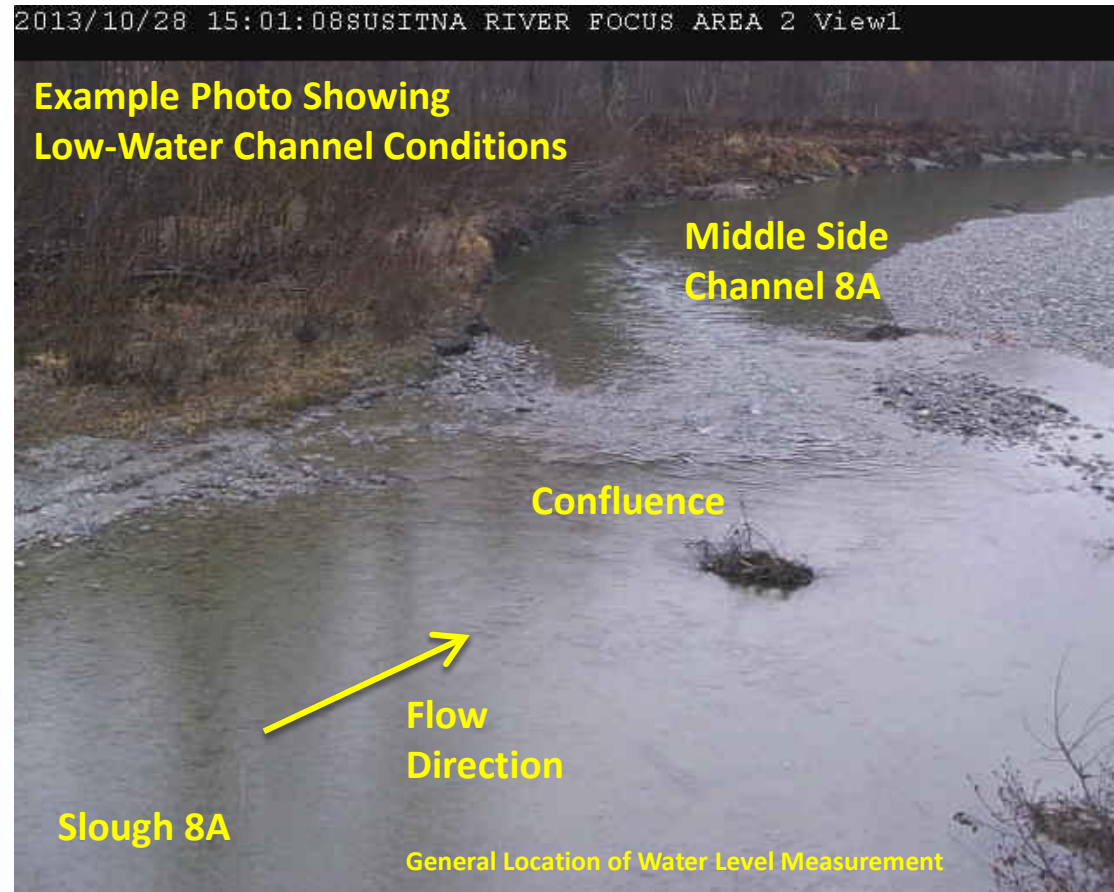 2013/10/28 15:01:08SUSITNA RIVER FOCUS AREA 2 View1
Example Photo Showing
Low-Water Channel Conditions
Middle Side
Channel 8A
Confluence
Flow
Direction
Slough 8A
General Location of Water Level Measurement